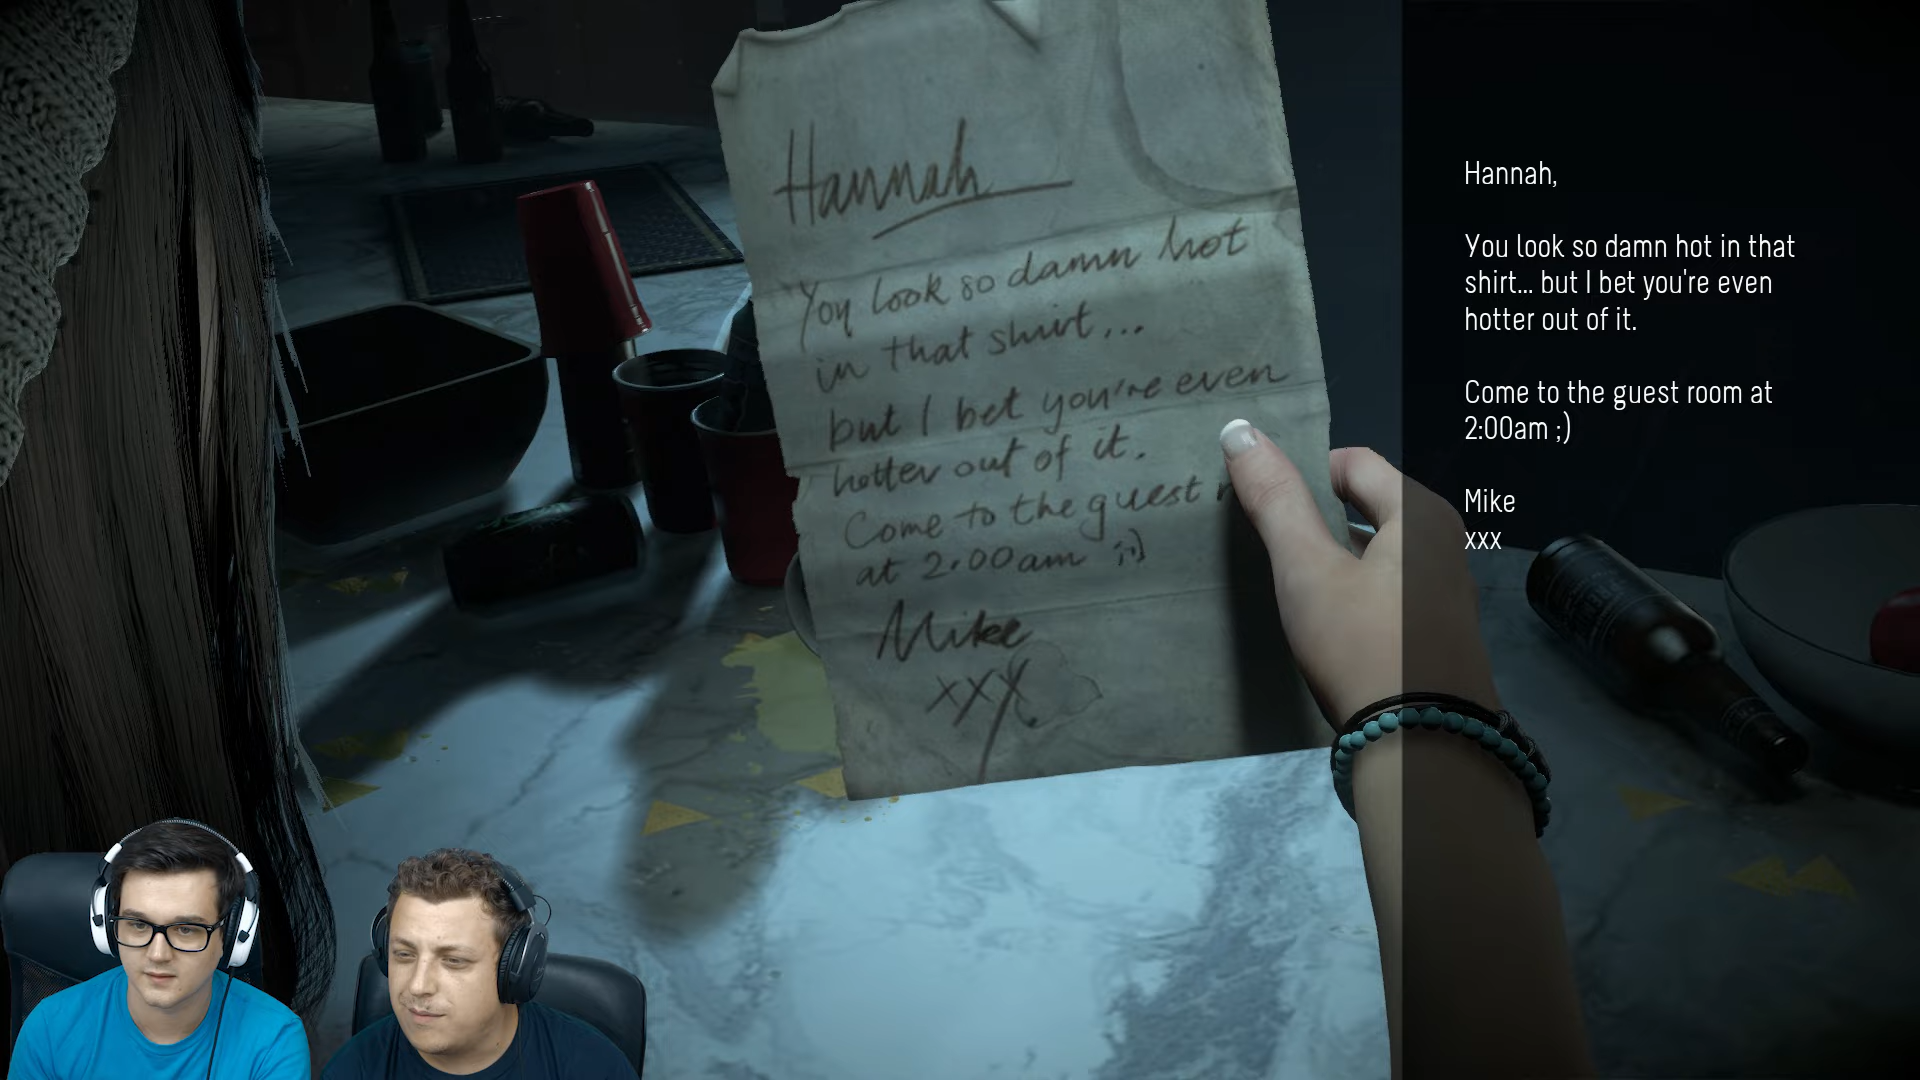 Hannah
You look so damn hot
in that shirt...
but I bet you're even
hotter out of it.
Come to the guest
at 2.00am ;)
Mike
xxx
Hannah,
You look so damn hot in that
shirt... but I bet you're even
hotter out of it.
Come to the guest room at
2:00am ;)
Mike
xxx